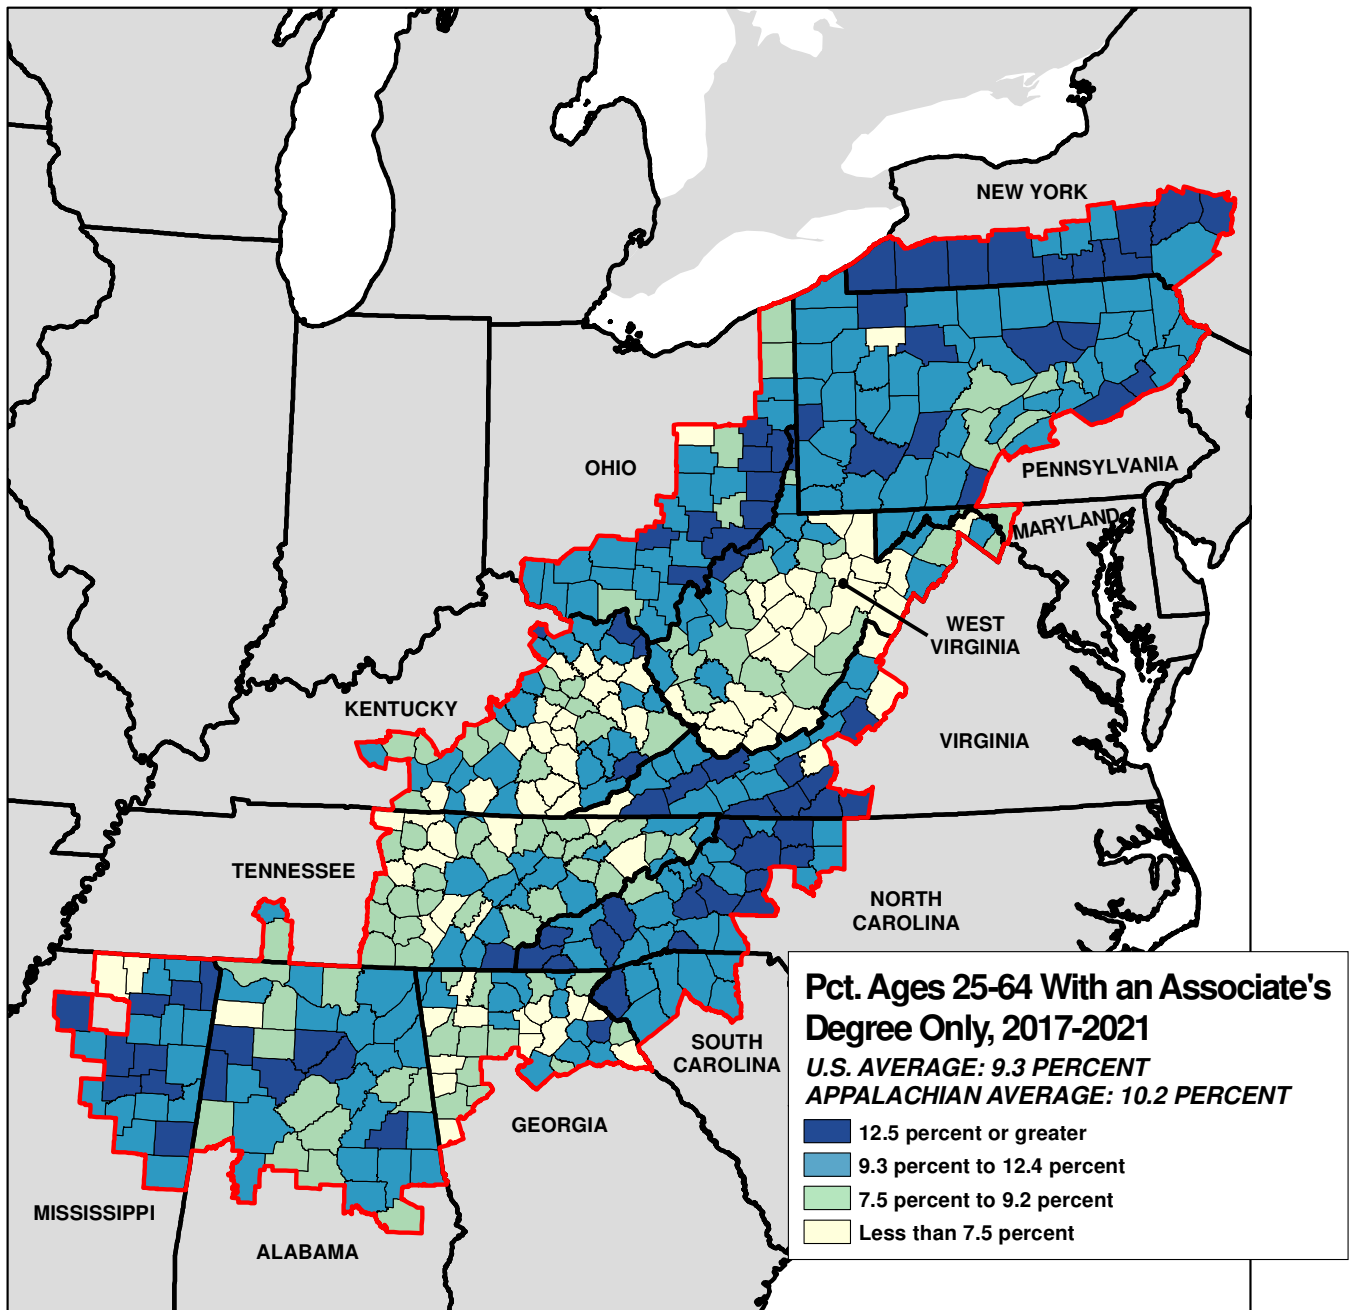 NEW YORK
OHIO
PENNSYLVANIA
MARYLAND
WEST
VIRGINIA
KENTUCKY
VIRGINIA
TENNESSEE
NORTH
CAROLINA
SOUTH
CAROLINA
GEORGIA
MISSISSIPPI
ALABAMA
Pct. Ages 25-64 With an Associate's
Degree Only, 2017-2021
U.S. AVERAGE: 9.3 PERCENT
APPALACHIAN AVERAGE: 10.2 PERCENT
12.5 percent or greater
9.3 percent to 12.4 percent
7.5 percent to 9.2 percent
Less than 7.5 percent